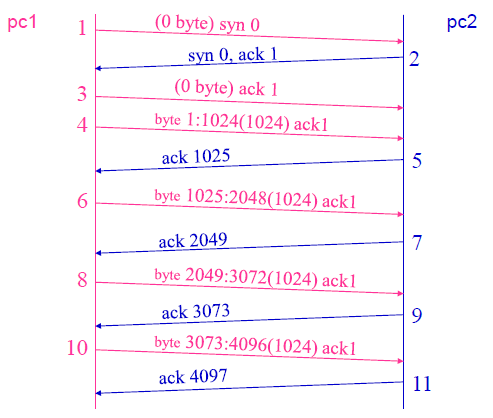 pc1
pc2
1
(0 byte) syn 0
syn 0, ack 1
2
3
(0 byte) ack 1
4
byte 1:1024(1024) ack1
ack 1025
5
6
byte 1025:2048(1024) ack1
ack 2049
7
8
byte 2049:3072(1024) ack1
ack 3073
9
10
byte 3073:4096(1024) ack1
ack 4097
11